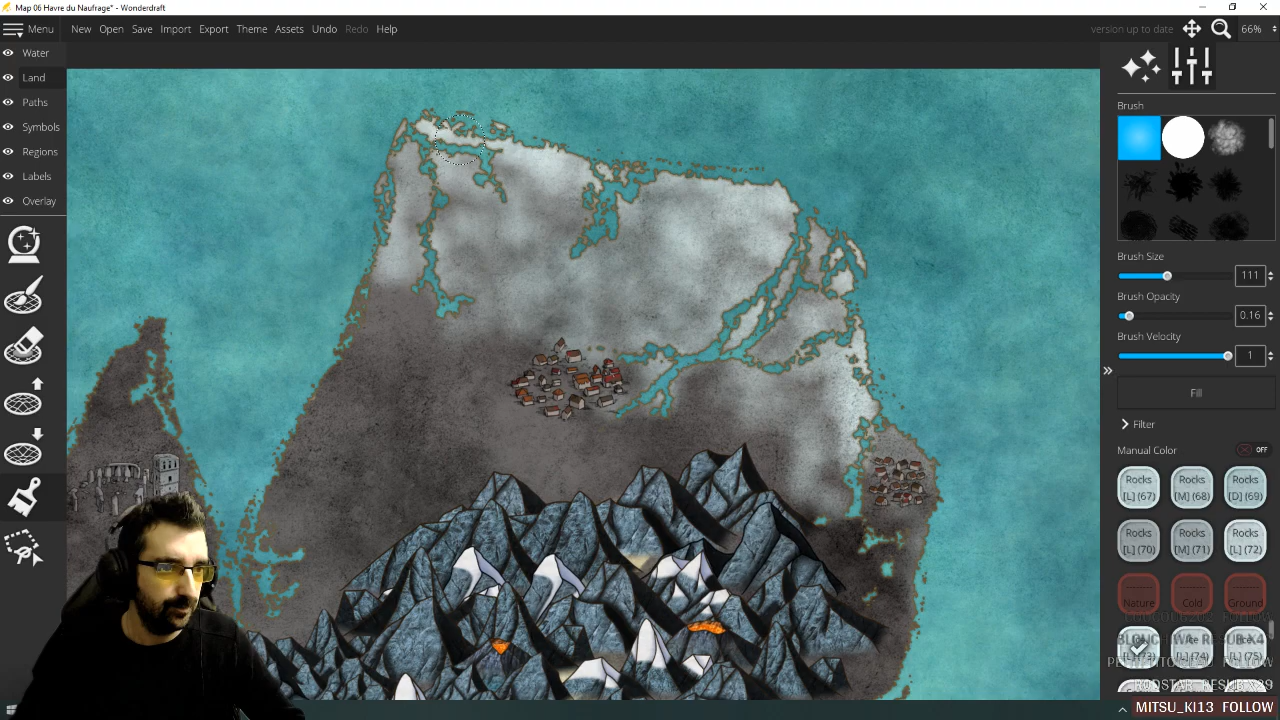 Map 06 Havre du Naufrage* - Wonderdraft
Menu New Open Save Import Export Theme Assets Undo Redo Help version up to date 66%
Water
Land
Paths
Symbols
Regions
Labels
Overlay
Brush
Brush Size
111
Brush Opacity
0.16
Brush Velocity
1
Fill
Filter
Manual Color OFF
Rocks [L] (67) Rocks [M] (68) Rocks [D] (69)
Rocks [L] (70) Rocks [M] (71) Rocks [L] (72)
Nature Cold Ground
(74) (75)
FOLLOW
MITSU_KI13 FOLLOW